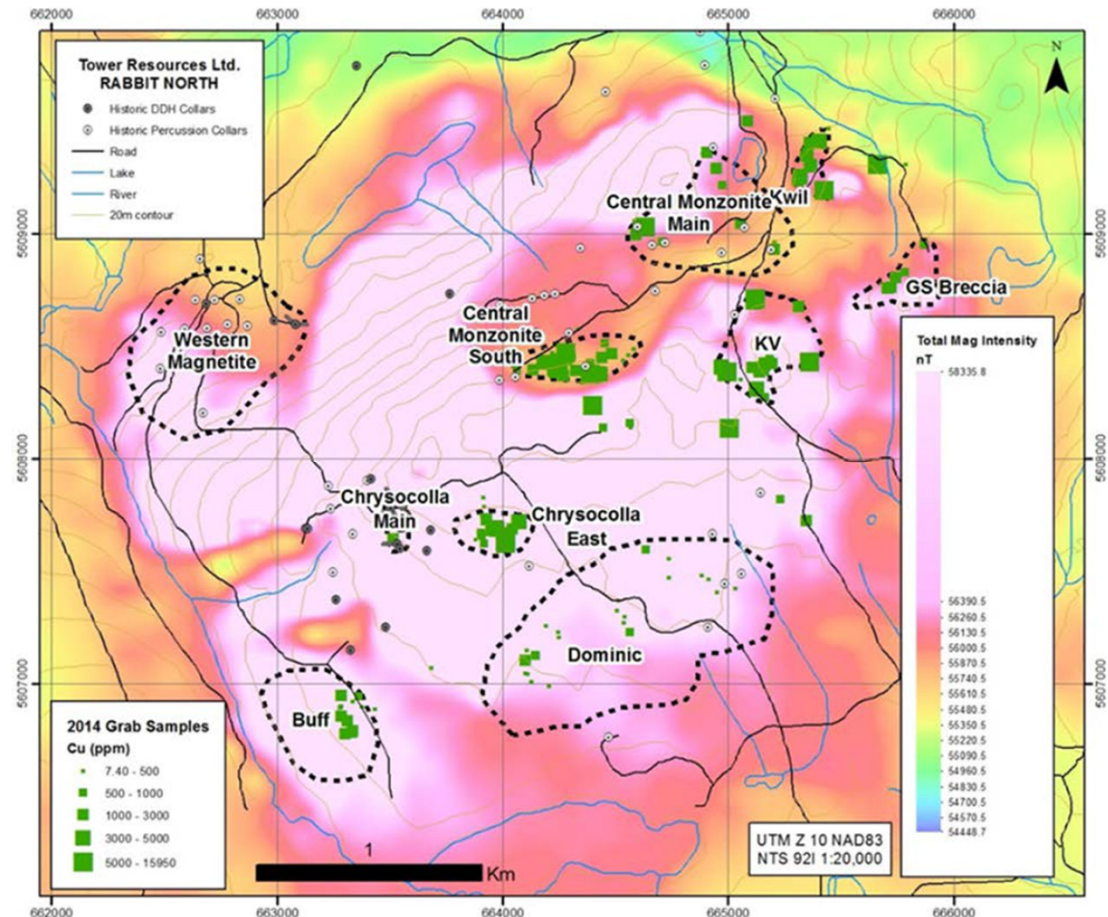 662000 663000 664000 665000 666000
Tower Resources Ltd.
RABBIT NORTH
Historic DDH Collars
Historic Percussion Collars
Road
Lake
River
20m contour
N
5609000
5608000
5607000
Central Monzonite
Main
Kwil
GS Breccia
Western
Magnetite
Central
Monzonite
South
KV
Chrysocolla
Main
Chrysocolla
East
Dominic
Buff
5609000
5608000
5607000
Total Mag Intensity
nT
58335.8
56390.5
56260.5
56130.5
56000.5
55870.5
55740.5
55610.5
55480.5
55350.5
55220.5
55090.5
54960.5
54830.5
54700.5
54570.5
54448.7
2014 Grab Samples
Cu (ppm)
7.40 - 500
500 - 1000
1000 - 3000
3000 - 5000
5000 - 15950
1
Km
UTM Z 10 NAD83
NTS 92I 1:20,000
662000 663000 664000 665000 666000